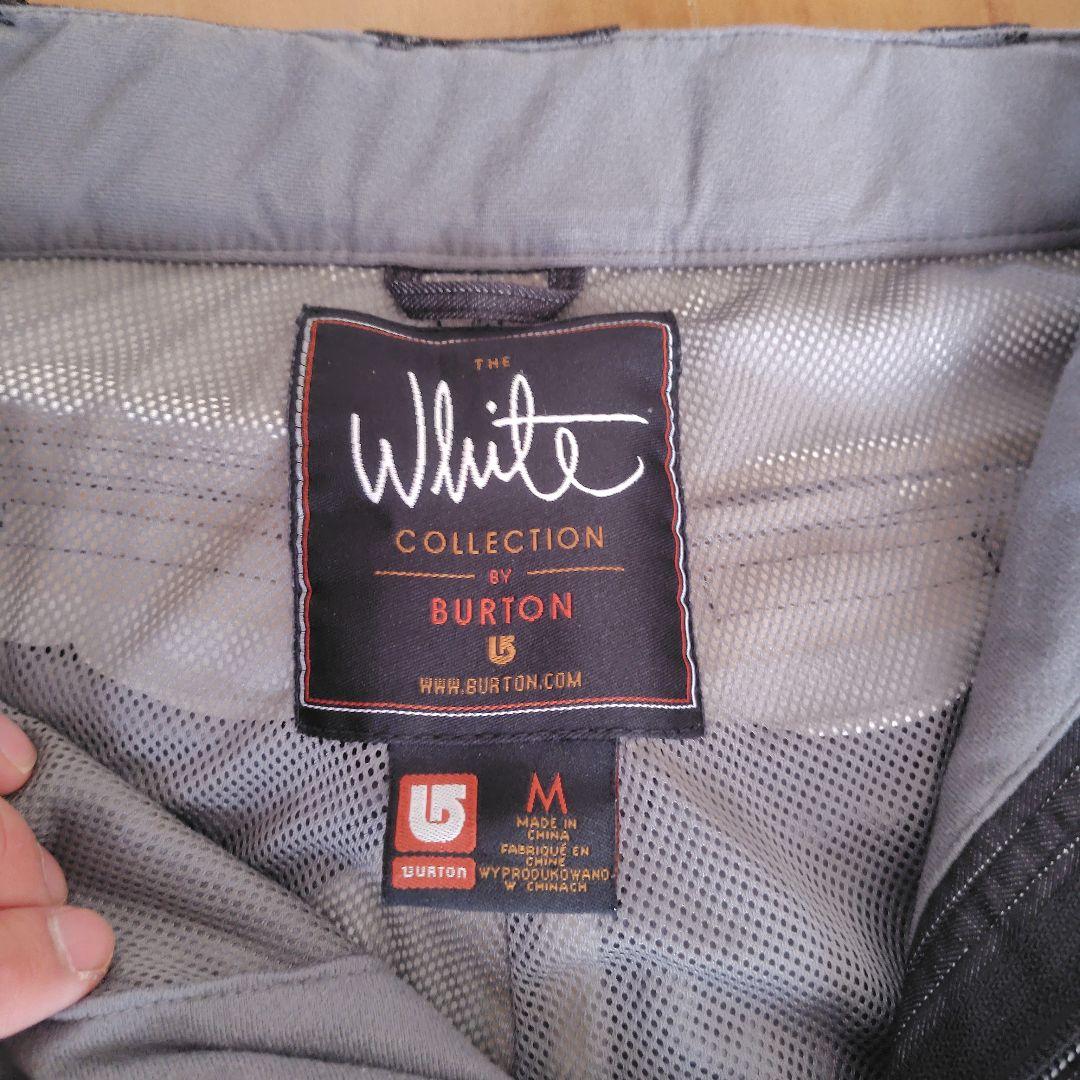 THE
White
COLLECTION
BY
BURTON
WWW.BURTON.COM
BURTON
M
MADE IN
CHINA
FABRIQUÉ EN
CHINE
WYPRODUKOWANO
W CHINACH